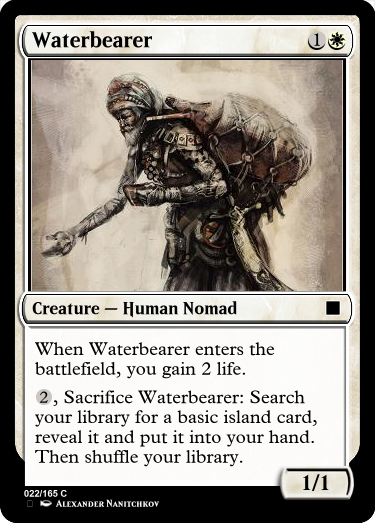 Waterbearer 1
Creature — Human Nomad
When Waterbearer enters the
battlefield, you gain 2 life.
2, Sacrifice Waterbearer: Search
your library for a basic island card,
reveal it and put it into your hand.
Then shuffle your library.
1/1
022/165 C
Alexander Nanitchkov